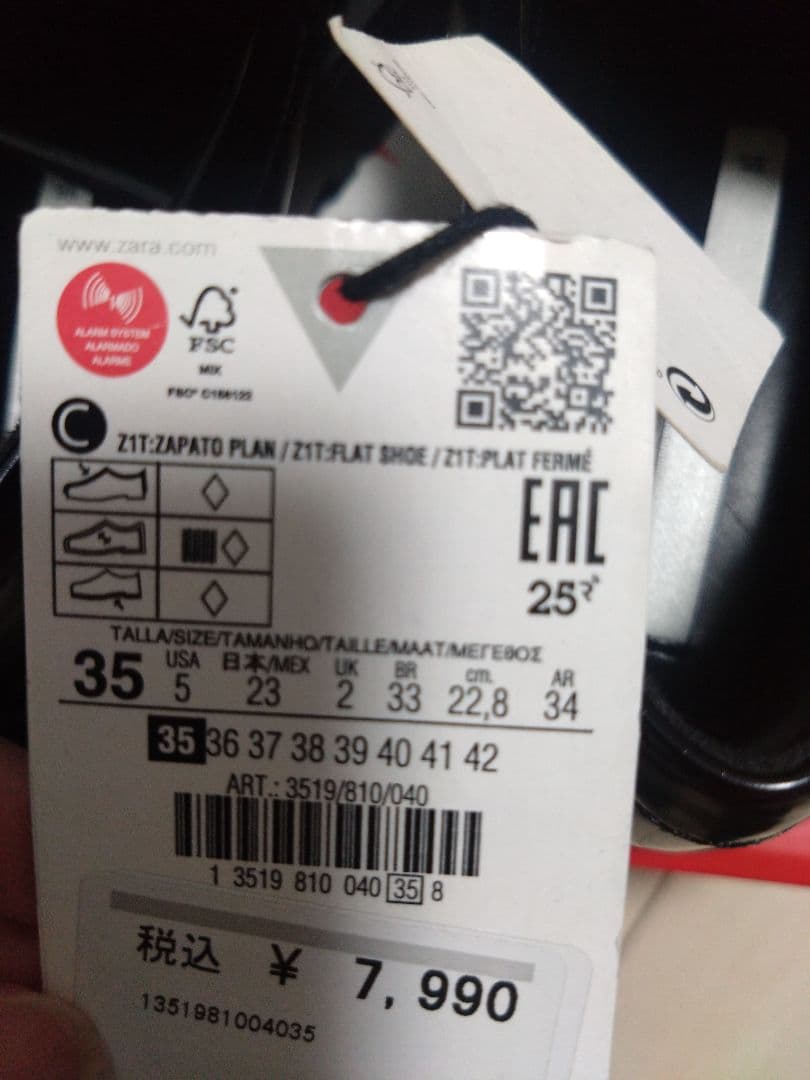 www.zara.com
ALARM SYSTEM
ALARMADO
ALARME
FSC
MIX
FSC® C156122
C
Z1T:ZAPATO PLAN / Z1T:FLAT SHOE / Z1T:PLAT FERMÉ
EAC
25
TALLA/SIZE/TAMANHO/TAILLE/MAAT/ΜΕΓΕΘΟΣ
USA 日本/MEX UK BR cm. AR
35 5 23 2 33 22,8 34
35 36 37 38 39 40 41 42
ART.: 3519/810/040
1 3519 810 040 35 8
税込 ¥ 7,990
1351981004035